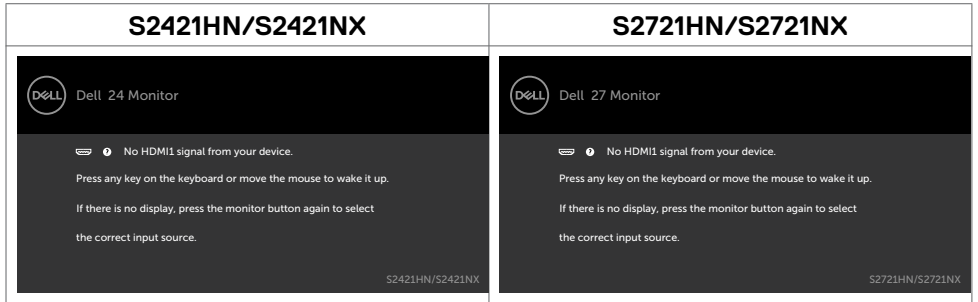 S2421HN/S2421NX
S2721HN/S2721NX
DELL
Dell 24 Monitor
? No HDMI1 signal from your device.
Press any key on the keyboard or move the mouse to wake it up.
If there is no display, press the monitor button again to select
the correct input source.
S2421HN/S2421NX
DELL
Dell 27 Monitor
? No HDMI1 signal from your device.
Press any key on the keyboard or move the mouse to wake it up.
If there is no display, press the monitor button again to select
the correct input source.
S2721HN/S2721NX